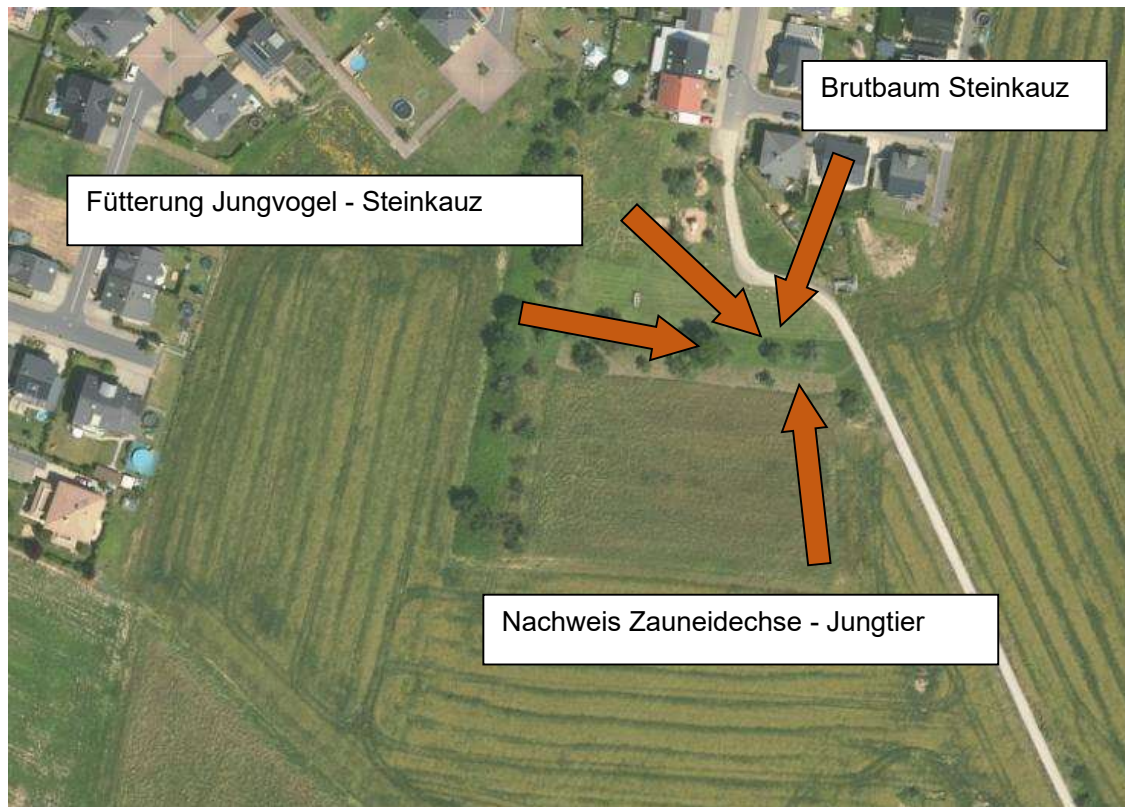 Brutbaum Steinkauz
Fütterung Jungvogel - Steinkauz
Nachweis Zauneidechse - Jungtier